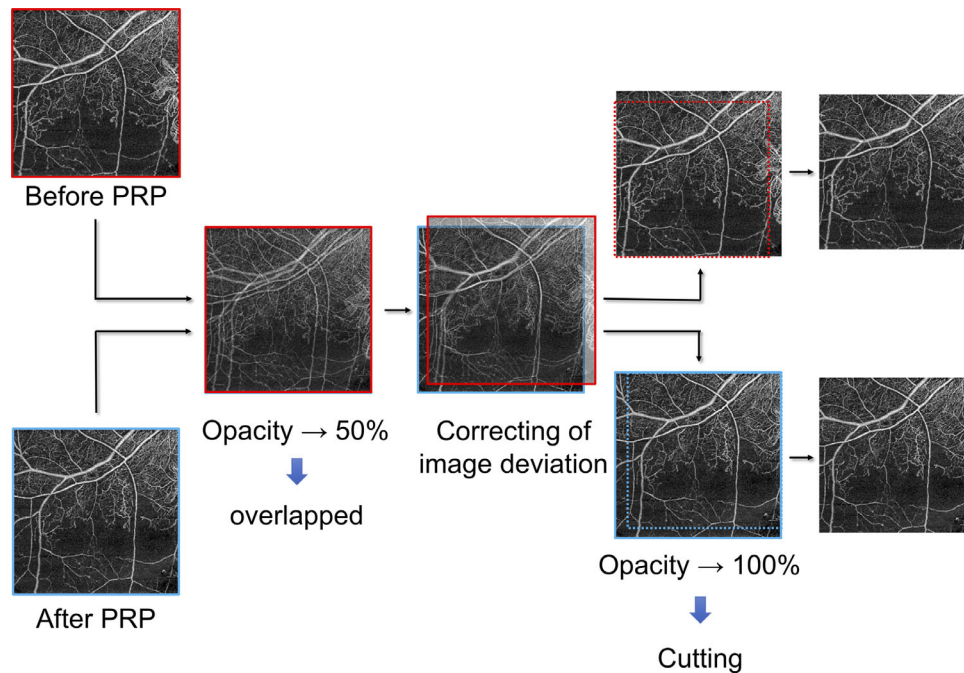 Before PRP
After PRP
Opacity → 50%
overlapped
Correcting of
image deviation
Opacity → 100%
Cutting